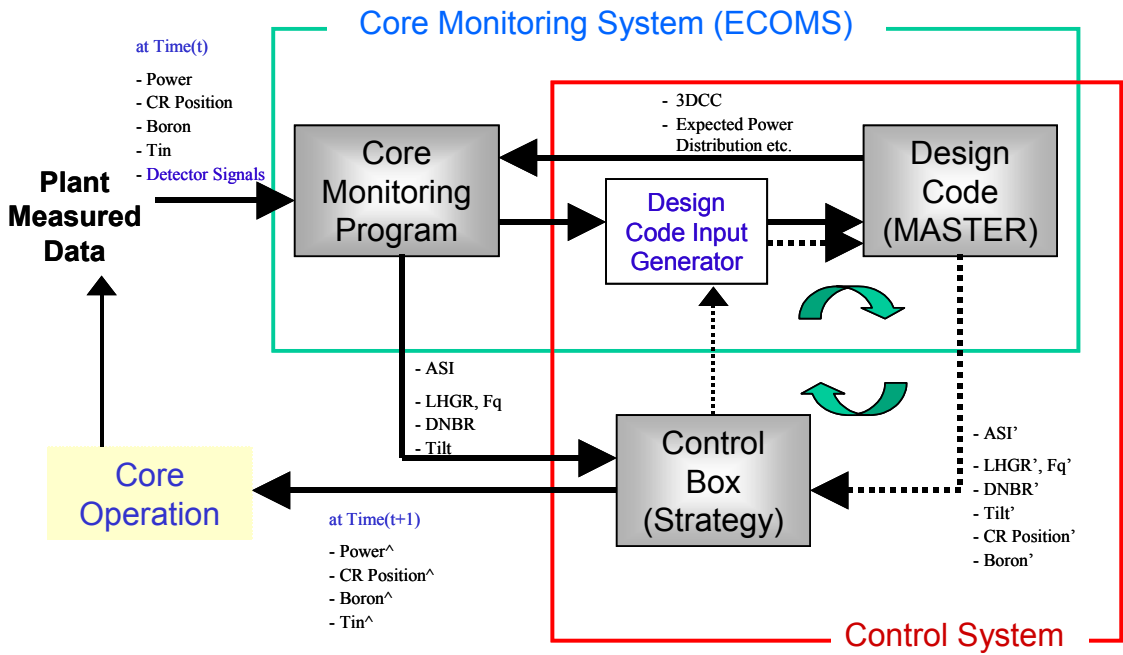 Core Monitoring System (ECOMS)
at Time(t)
- Power
- CR Position
- Boron
- Tin
- Detector Signals
Plant
Measured
Data
Core
Monitoring
Program
- 3DCC
- Expected Power
Distribution etc.
Design
Code Input
Generator
Design
Code
(MASTER)
- ASI
- LHGR, Fq
- DNBR
- Tilt
Core
Operation
Control
Box
(Strategy)
- ASI’
- LHGR’, Fq’
- DNBR’
- Tilt’
- CR Position’
- Boron’
at Time(t+1)
- Power^
- CR Position^
- Boron^
- Tin^
Control System